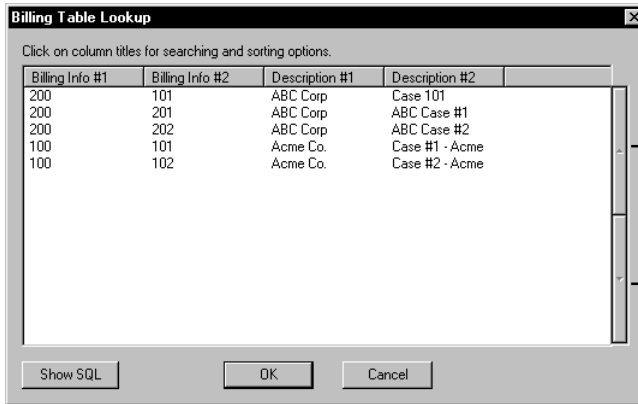 Billing Table Lookup
Click on column titles for searching and sorting options.
Billing Info #1 Billing Info #2 Description #1 Description #2
200 101 ABC Corp Case 101
200 201 ABC Corp ABC Case #1
200 202 ABC Corp ABC Case #2
100 101 Acme Co. Case #1 - Acme
100 102 Acme Co. Case #2 - Acme
Show SQL OK Cancel